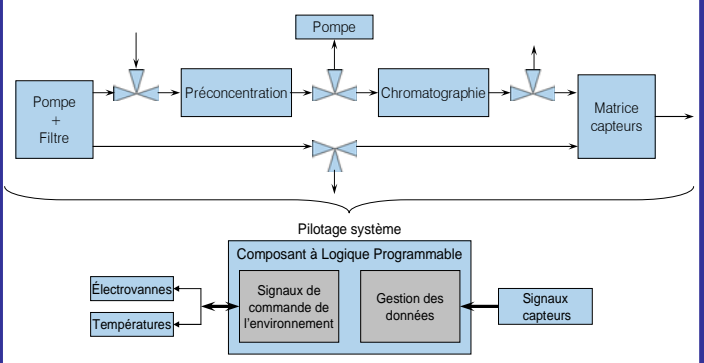 Pompe
Pompe
+
Filtre
Préconcentration
Chromatographie
Matrice
capteurs
Pilotage système
Composant à Logique Programmable
Électrovannes
Températures
Signaux de
commande de
l'environnement
Gestion des
données
Signaux
capteurs